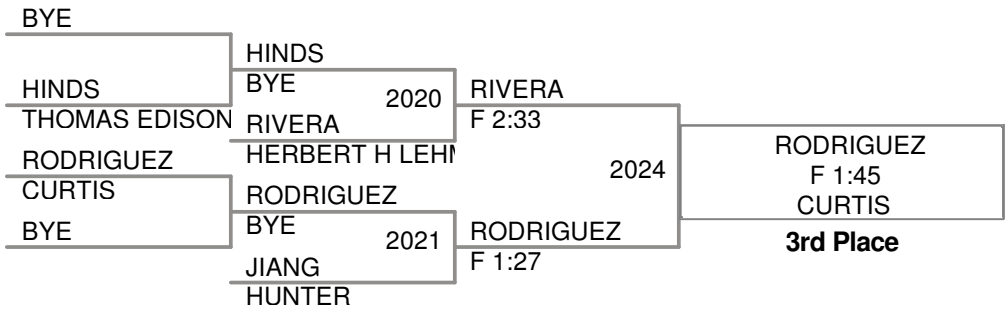 BYE
HINDS
THOMAS EDISON
RODRIGUEZ
CURTIS
BYE
HINDS
BYE
2020
RIVERA
HERBERT H LEH
RODRIGUEZ
BYE
2021
JIANG
HUNTER
RIVERA
F 2:33
2024
RODRIGUEZ
F 1:27
RODRIGUEZ
F 1:45
CURTIS
3rd Place